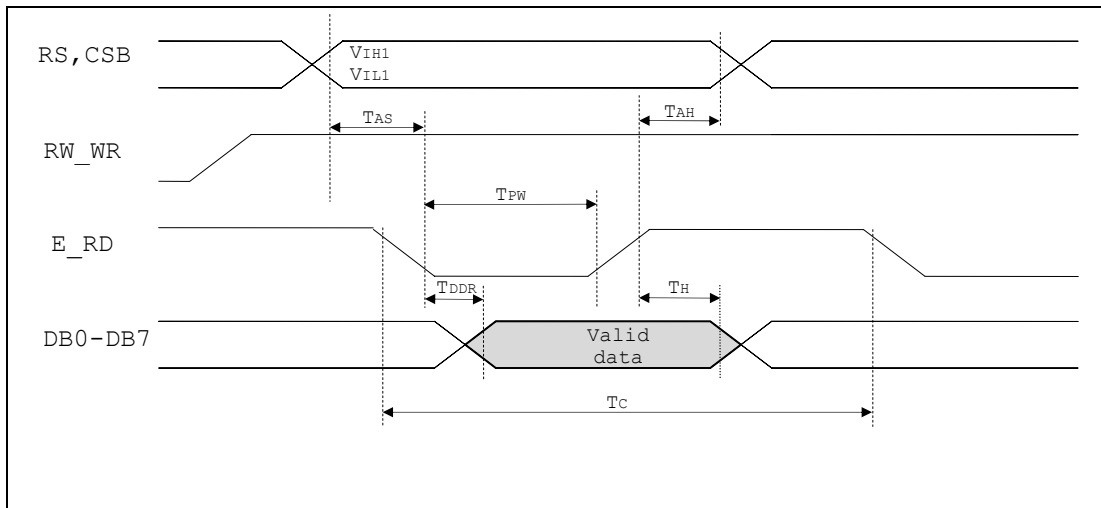 RS,CSB
VIH1
VIL1
TAS
TAH
RW_WR
TPW
E_RD
TDDR
TH
DB0-DB7
Valid
data
TC